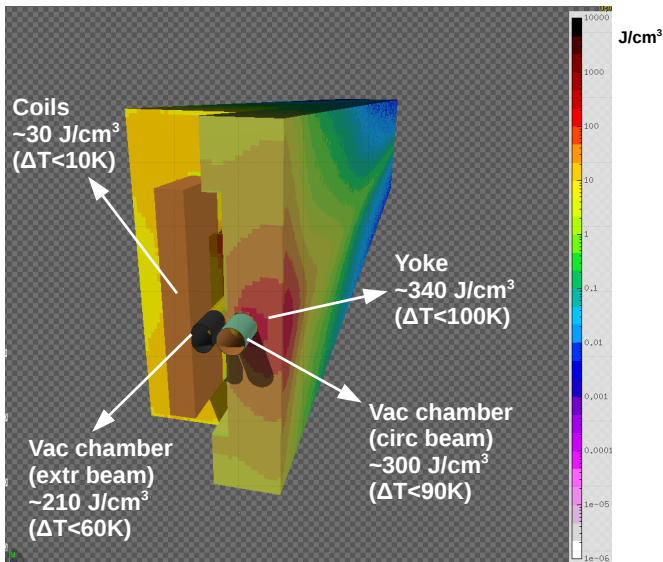 10000
J/cm³
1000
100
10
1
0.1
0.01
0.001
0.0001
1e-05
1e-06
Coils
~30 J/cm³
(ΔT<10K)
Yoke
~340 J/cm³
(ΔT<100K)
Vac chamber
(circ beam)
~300 J/cm³
(ΔT<90K)
Vac chamber
(extr beam)
~210 J/cm³
(ΔT<60K)